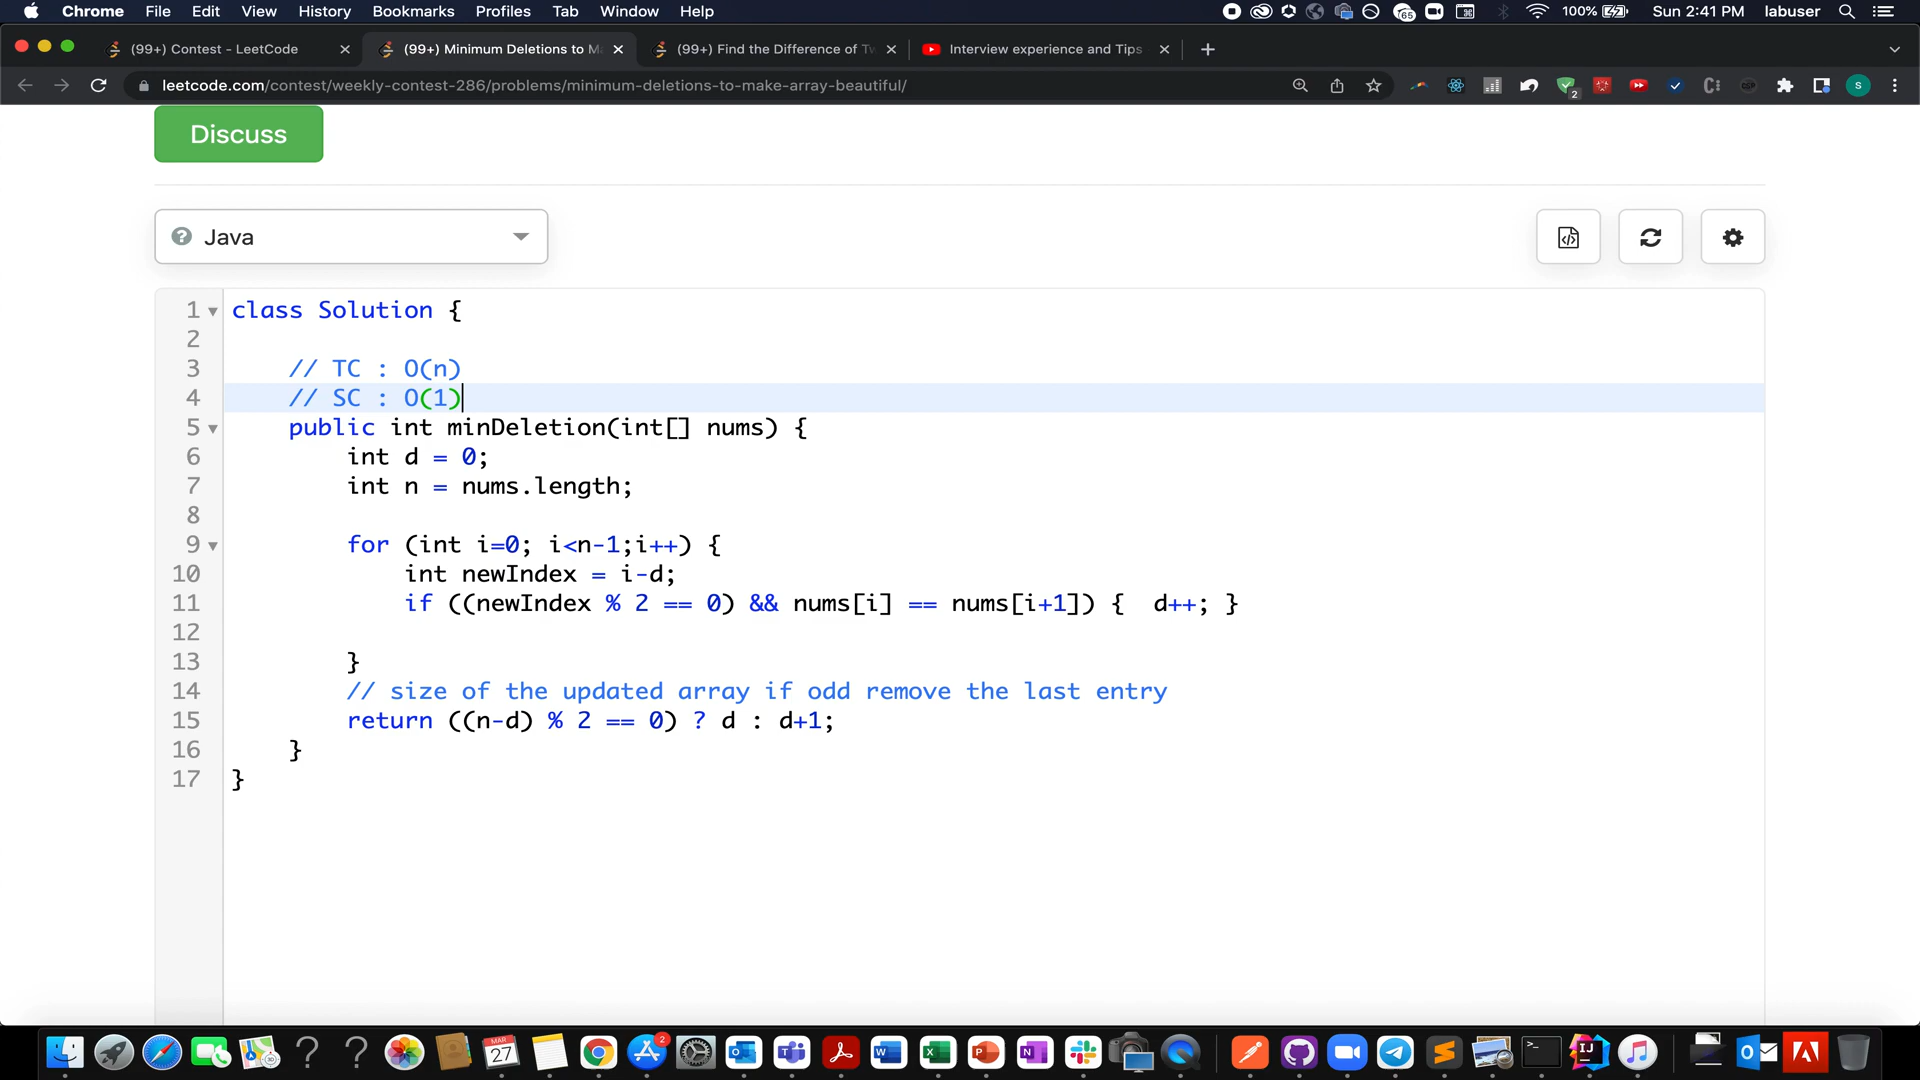 Chrome File Edit View History Bookmarks Profiles Tab Window Help 65 100% Sun 2:41 PM labuser
(99+) Contest - LeetCode (99+) Minimum Deletions to M (99+) Find the Difference of Tw Interview experience and Tips
leetcode.com/contest/weekly-contest-286/problems/minimum-deletions-to-make-array-beautiful/ 2 S
Discuss
Java
1 class Solution {
2
3 // TC : O(n)
4 // SC : O(1)
5 public int minDeletion(int[] nums) {
6 int d = 0;
7 int n = nums.length;
8
9 for (int i=0; i<n-1;i++) {
10 int newIndex = i-d;
11 if ((newIndex % 2 == 0) && nums[i] == nums[i+1]) { d++; }
12
13 }
14 // size of the updated array if odd remove the last entry
15 return ((n-d) % 2 == 0) ? d : d+1;
16 }
17 }
MAR 27 2